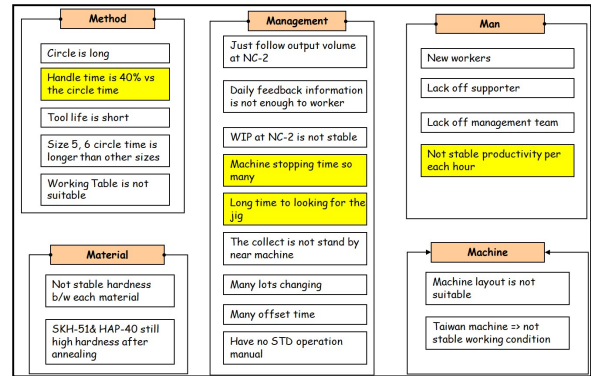 Method
Circle is long
Handle time is 40% vs
the circle time
Tool life is short
Size 5, 6 circle time is
longer than other sizes
Working Table is not
suitable
Material
Not stable hardness
b/w each material
SKH-51& HAP-40 still
high hardness after
annealing
Management
Just follow output volume
at NC-2
Daily feedback information
is not enough to worker
WIP at NC-2 is not stable
Machine stopping time so
many
Long time to looking for the
jig
The collect is not stand by
near machine
Many lots changing
Many offset time
Have no STD operation
manual
Man
New workers
Lack off supporter
Lack off management team
Not stable productivity per
each hour
Machine
Machine layout is not
suitable
Taiwan machine => not
stable working condition